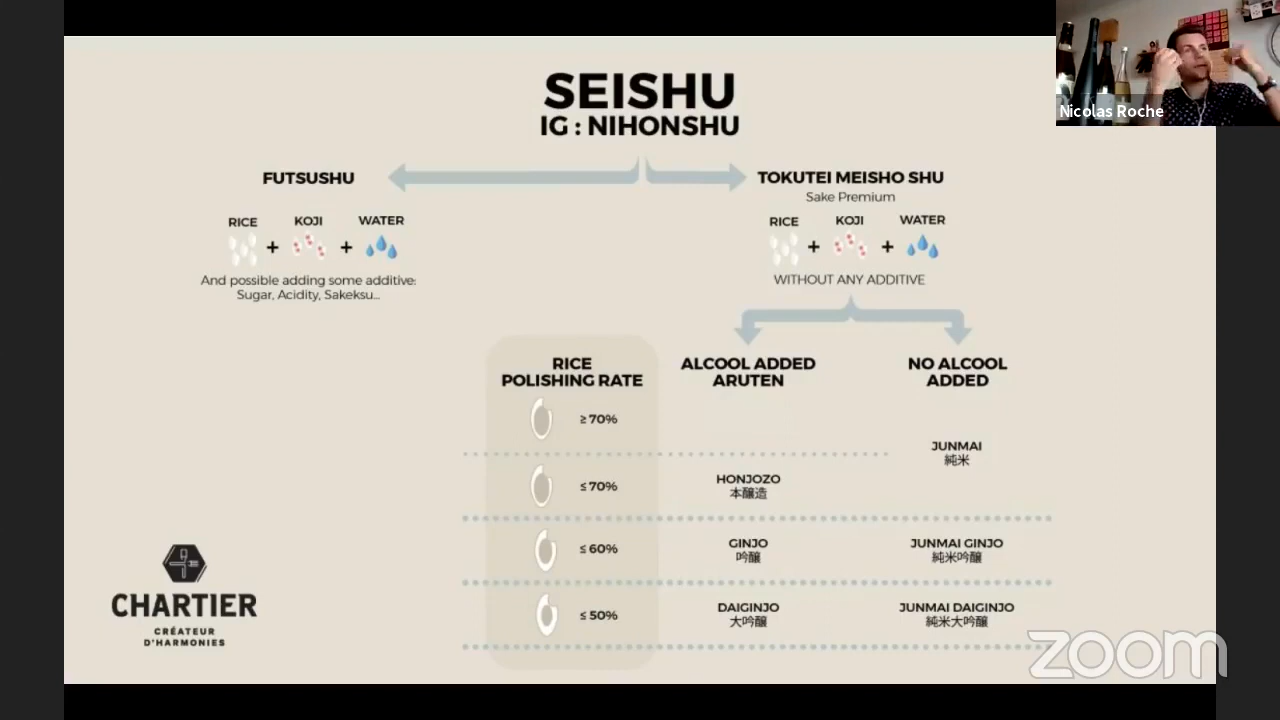 SEISHU
IG : NIHONSHU
Nicolas Roche
FUTSUSHU
RICE + KOJI + WATER
And possible adding some additive:
Sugar, Acidity, Sakeksu...
TOKUTEI MEISHO SHU
Sake Premium
RICE + KOJI + WATER
WITHOUT ANY ADDITIVE
RICE
POLISHING RATE
ALCOOL ADDED
ARUTEN
NO ALCOOL
ADDED
≥ 70%
JUNMAI
純米
≤ 70%
HONJOZO
本醸造
≤ 60%
GINJO
吟醸
JUNMAI GINJO
純米吟醸
≤ 50%
DAIGINJO
大吟醸
JUNMAI DAIGINJO
純米大吟醸
CHARTIER
CRÉATEUR
D'HARMONIES
zoom